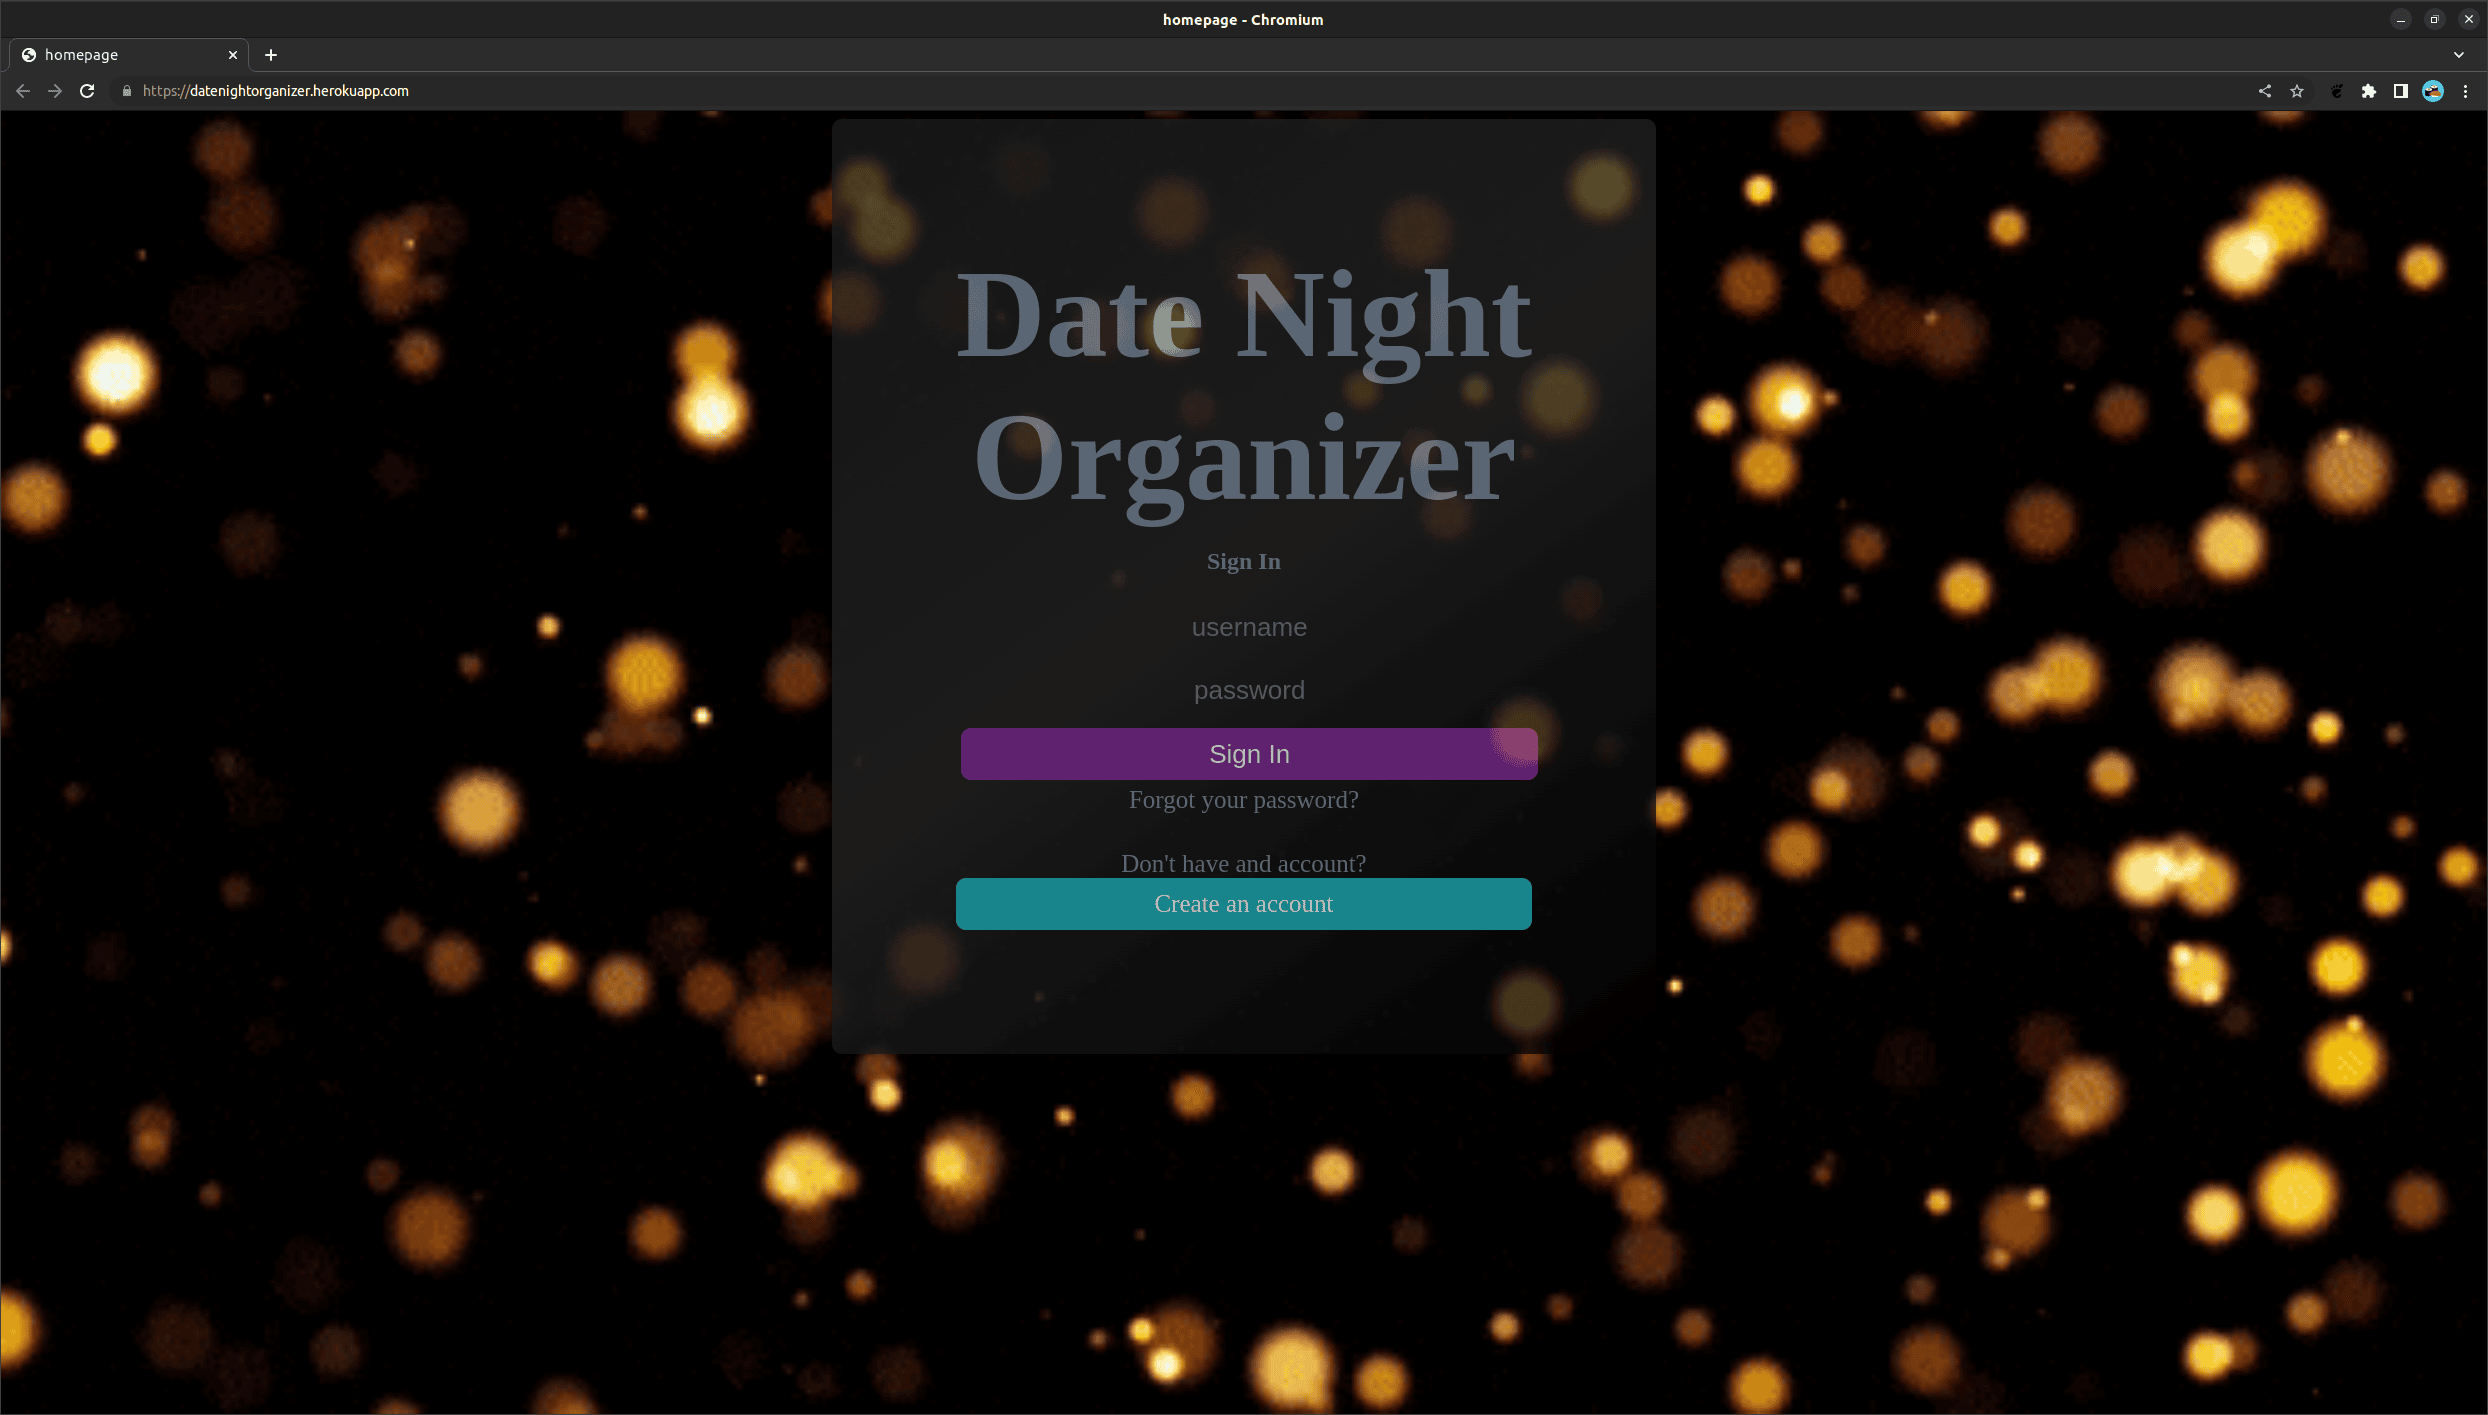 homepage - Chromium
homepage
https://datenightorganizer.herokuapp.com
Date Night
Organizer
Sign In
username
password
Sign In
Forgot your password?
Don't have and account?
Create an account